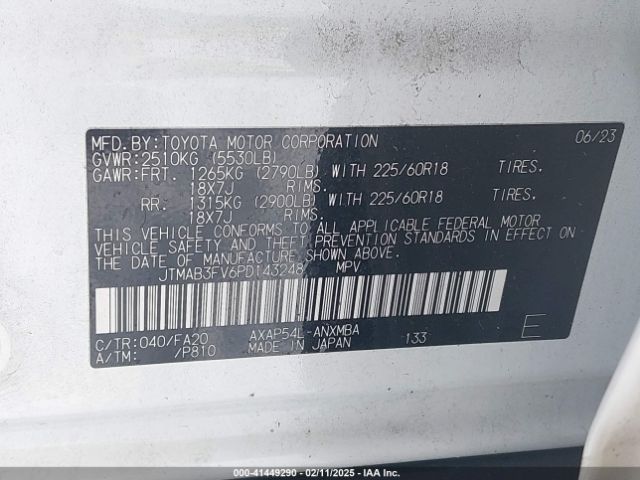 MFD.BY:TOYOTA MOTOR CORPORATION 06/23
GVWR:2510KG (5530LB)
GAWR:FRT. 1265KG (2790LB) WITH 225/60R18 TIRES.
18X7J RIMS.
RR: 1315KG (2900LB) WITH 225/60R18 TIRES.
18X7J RIMS.
THIS VEHICLE CONFORMS TO ALL APPLICABLE FEDERAL MOTOR
VEHICLE SAFETY AND THEFT PREVENTION STANDARDS IN EFFECT ON
THE DATE OF MANUFACTURE SHOWN ABOVE.
JTMAB3FV6PD143248 MPV
C/TR:040/FA20 AXAP54L-ANXMBA 133 E
A/TM: /P810 MADE IN JAPAN
000-41449290 - 02/11/2025 - IAA Inc.